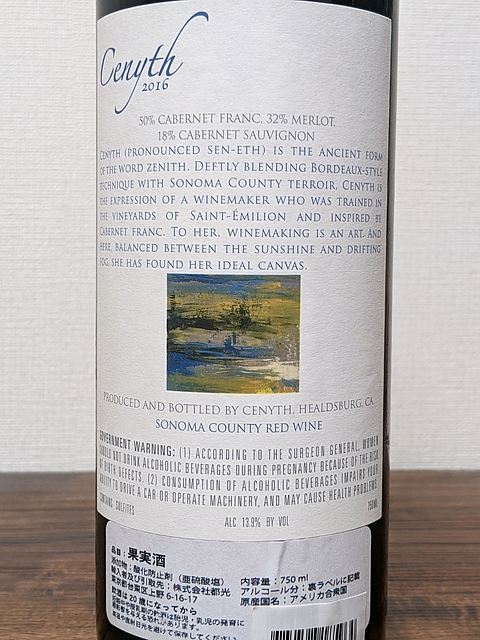 Cenyth
2016
50% CABERNET FRANC, 32% MERLOT,
18% CABERNET SAUVIGNON
CENYTH (PRONOUNCED SEN-ETH) IS THE ANCIENT FORM
OF THE WORD ZENITH. DEFTLY BLENDING BORDEAUX-STYLE
TECHNIQUE WITH SONOMA COUNTY TERROIR, CENYTH IS
THE EXPRESSION OF A WINEMAKER WHO WAS TRAINED IN
THE VINEYARDS OF SAINT-ÉMILION AND INSPIRED BY
CABERNET FRANC. TO HER, WINEMAKING IS AN ART. AND
HERE, BALANCED BETWEEN THE SUNSHINE AND DRIFTING
FOG, SHE HAS FOUND HER IDEAL CANVAS.
PRODUCED AND BOTTLED BY CENYTH, HEALDSBURG, CA
SONOMA COUNTY RED WINE
GOVERNMENT WARNING: (1) ACCORDING TO THE SURGEON GENERAL, WOMEN
SHOULD NOT DRINK ALCOHOLIC BEVERAGES DURING PREGNANCY BECAUSE OF THE RISK
OF BIRTH DEFECTS. (2) CONSUMPTION OF ALCOHOLIC BEVERAGES IMPAIRS YOUR
ABILITY TO DRIVE A CAR OR OPERATE MACHINERY, AND MAY CAUSE HEALTH PROBLEMS.
CONTAINS SULFITES 750ML
ALC 13.9% BY VOL
品名：果実酒
添加物：酸化防止剤（亜硫酸塩） 内容量：750 ml
輸入者及び引取先：株式会社都光 アルコール分：裏ラベルに記載
東京都台東区上野 6-16-17 原産国名：アメリカ合衆国
飲酒は20歳になってから